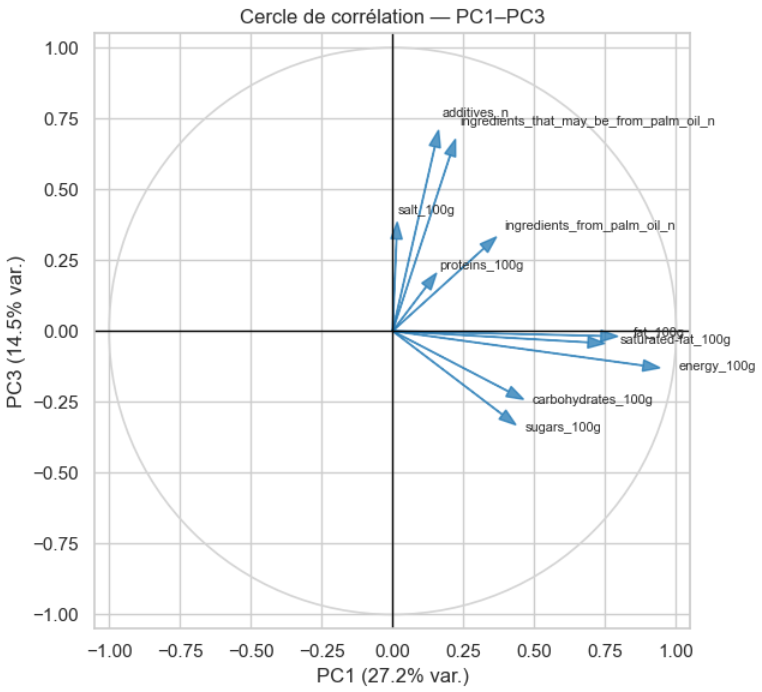 Cercle de corrélation — PC1–PC3
1.00
0.75
0.50
0.25
0.00
−0.25
−0.50
−0.75
−1.00
PC3 (14.5% var.)
additives_n
ingredients_that_may_be_from_palm_oil_n
salt_100g
ingredients_from_palm_oil_n
proteins_100g
fat_100g
saturated-fat_100g
energy_100g
carbohydrates_100g
sugars_100g
−1.00 −0.75 −0.50 −0.25 0.00 0.25 0.50 0.75 1.00
PC1 (27.2% var.)